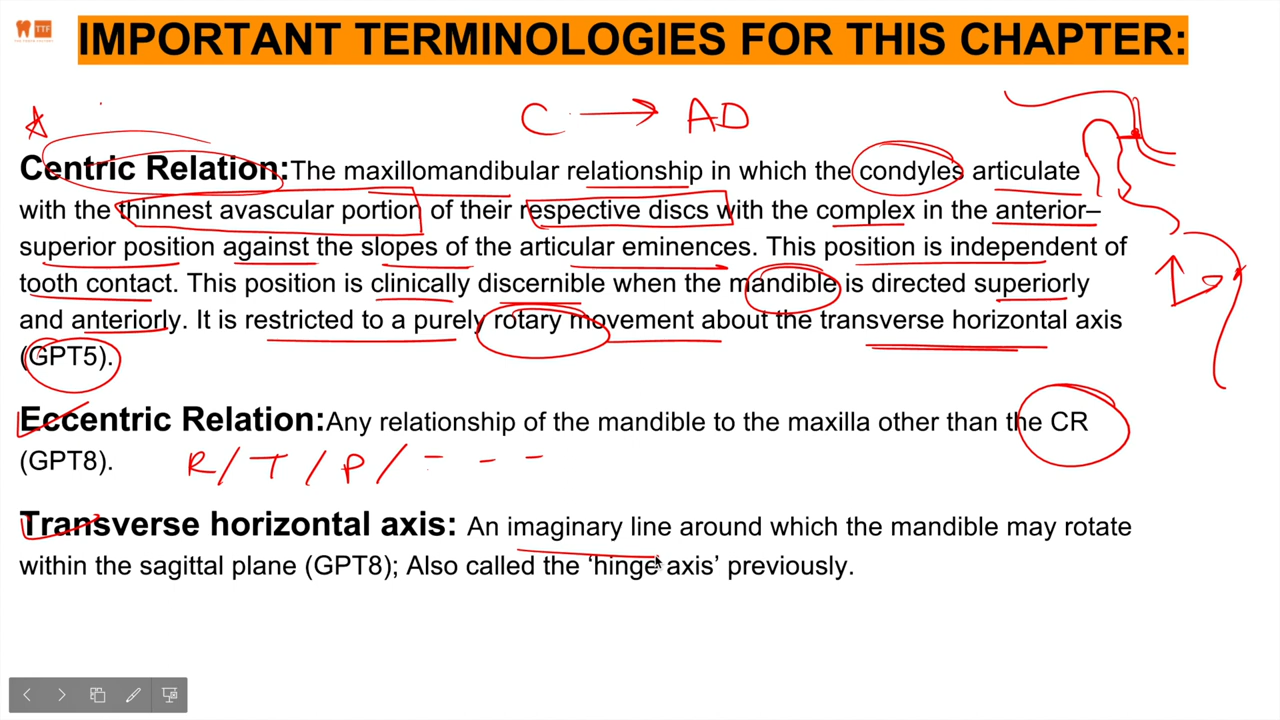 TTF
IMPORTANT TERMINOLOGIES FOR THIS CHAPTER:
C → AD
Centric Relation:The maxillomandibular relationship in which the condyles articulate
with the thinnest avascular portion of their respective discs with the complex in the anterior–
superior position against the slopes of the articular eminences. This position is independent of
tooth contact. This position is clinically discernible when the mandible is directed superiorly
and anteriorly. It is restricted to a purely rotary movement about the transverse horizontal axis
(GPT5).
Eccentric Relation:Any relationship of the mandible to the maxilla other than the CR
(GPT8).
R / T / P / - - -
Transverse horizontal axis: An imaginary line around which the mandible may rotate
within the sagittal plane (GPT8); Also called the ‘hinge axis’ previously.